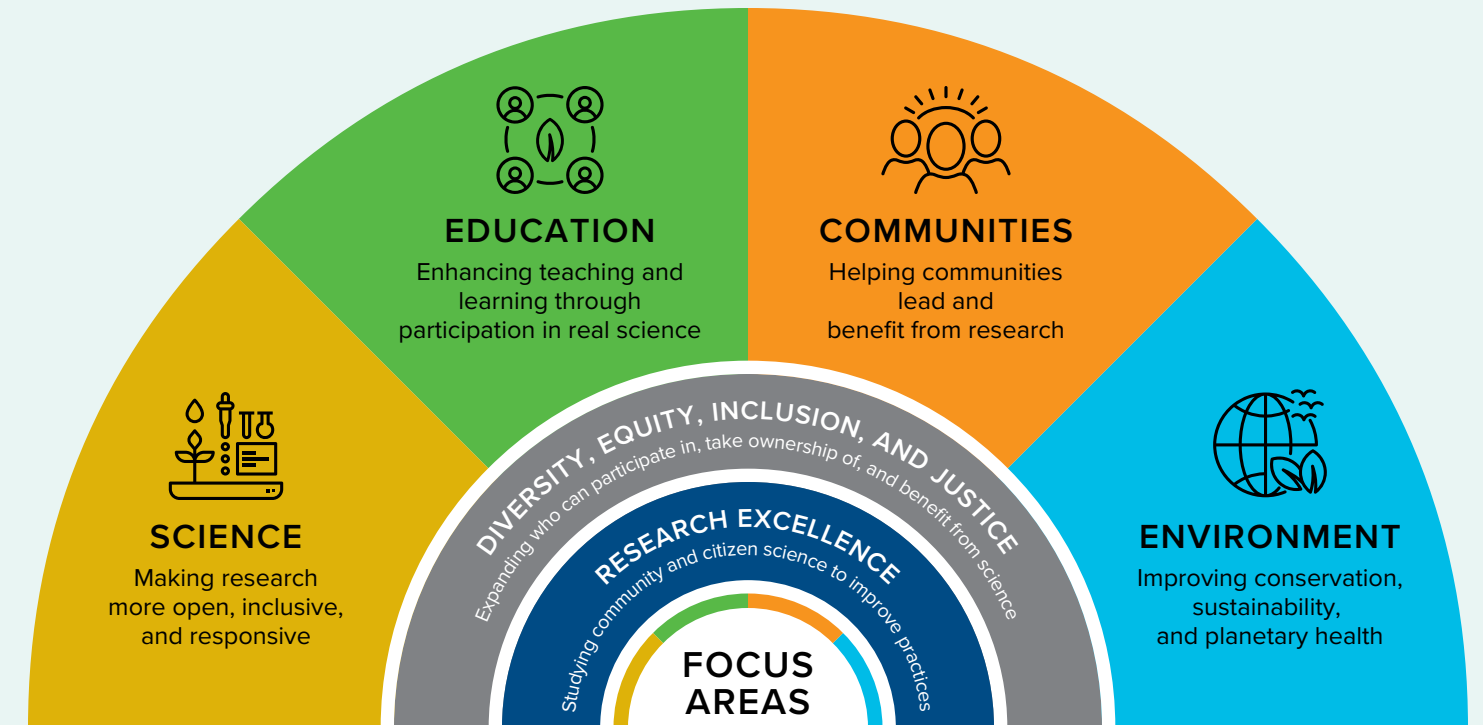 EDUCATION
Enhancing teaching and
learning through
participation in real science
COMMUNITIES
Helping communities
lead and
benefit from research
SCIENCE
Making research
more open, inclusive,
and responsive
ENVIRONMENT
Improving conservation,
sustainability,
and planetary health
DIVERSITY, EQUITY, INCLUSION, AND JUSTICE
Expanding who can participate in, take ownership of, and benefit from science
RESEARCH EXCELLENCE
Studying community and citizen science to improve practices
FOCUS
AREAS